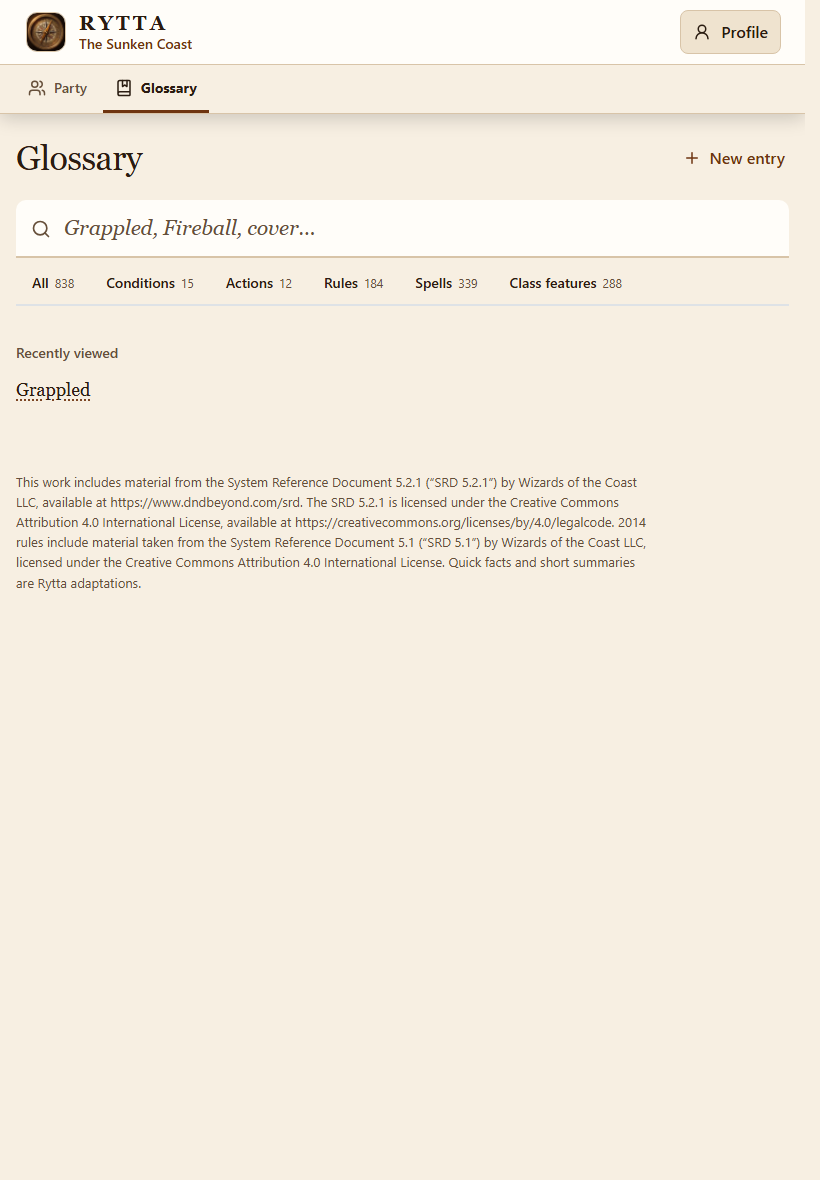 RYTTA
The Sunken Coast
Profile
Party
Glossary
Glossary
New entry
Grappled, Fireball, cover...
All 838
Conditions 15
Actions 12
Rules 184
Spells 339
Class features 288
Recently viewed
Grappled
This work includes material from the System Reference Document 5.2.1 (“SRD 5.2.1”) by Wizards of the Coast
LLC, available at https://www.dndbeyond.com/srd. The SRD 5.2.1 is licensed under the Creative Commons
Attribution 4.0 International License, available at https://creativecommons.org/licenses/by/4.0/legalcode. 2014
rules include material taken from the System Reference Document 5.1 (“SRD 5.1”) by Wizards of the Coast LLC,
licensed under the Creative Commons Attribution 4.0 International License. Quick facts and short summaries
are Rytta adaptations.